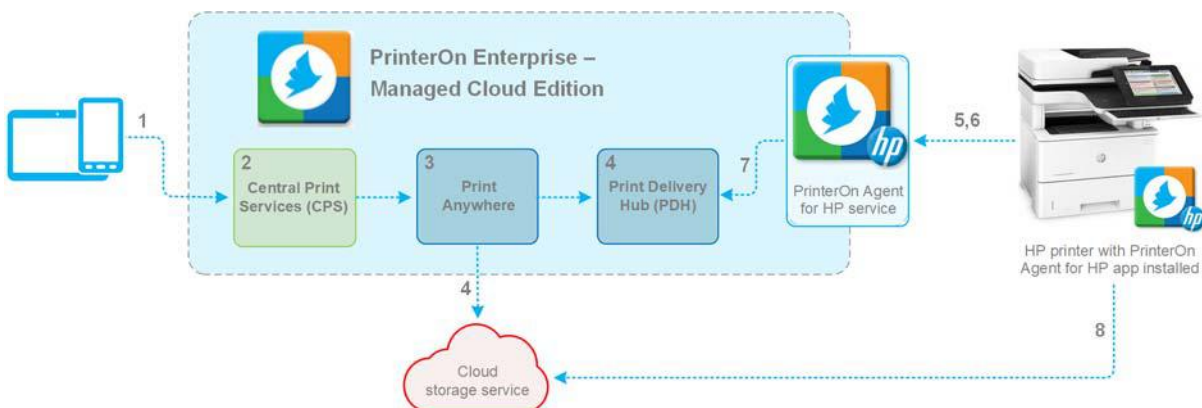 PrinterOn Enterprise –
Managed Cloud Edition
1
2
Central Print
Services (CPS)
3
Print
Anywhere
4
Print Delivery
Hub (PDH)
7
hp
PrinterOn Agent
for HP service
5,6
hp
HP printer with PrinterOn
Agent for HP app installed
4
8
Cloud
storage service